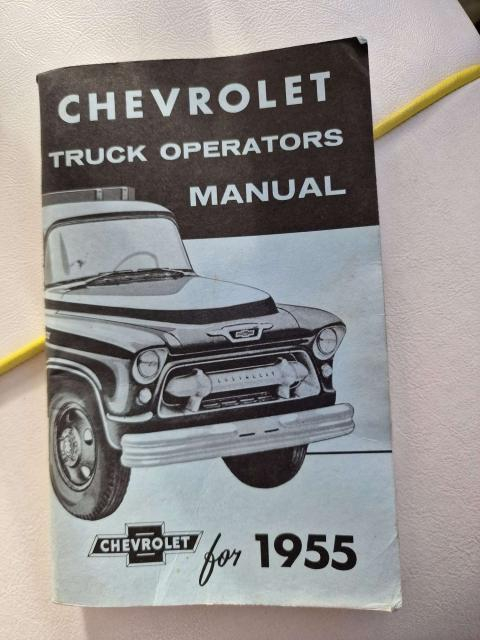 CHEVROLET
TRUCK OPERATORS
MANUAL
CHEVROLET
CHEVROLET for 1955